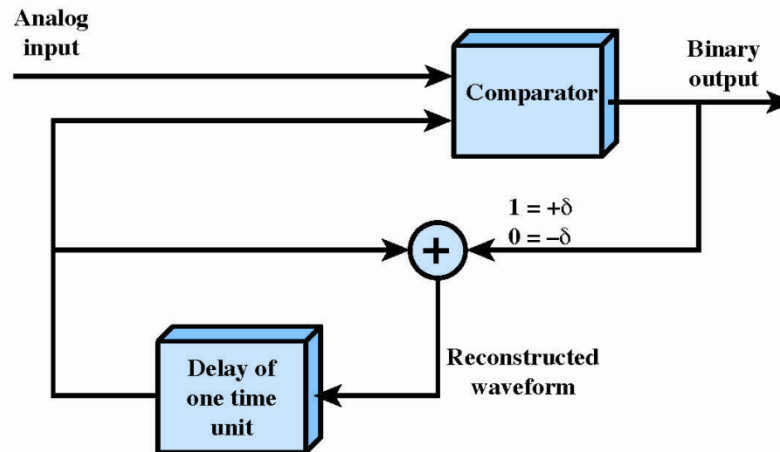 Analog
input
Comparator
Binary
output
1 = +δ
0 = −δ
+
Delay of
one time
unit
Reconstructed
waveform